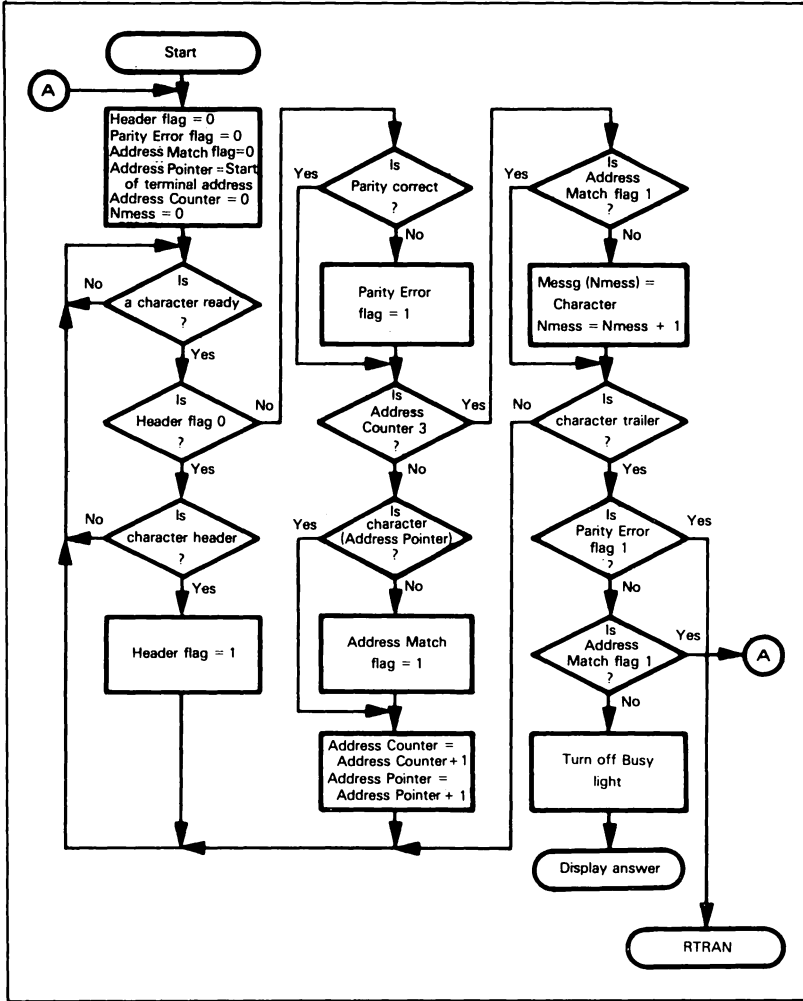 Start
A
Header flag = 0
Parity Error flag = 0
Address Match flag=0
Address Pointer = Start
of terminal address
Address Counter = 0
Nmess = 0
Is
a character ready
?
No
Yes
Is
Header flag 0
?
No
Yes
Is
character header
?
No
Yes
Header flag = 1
Is
Parity correct
?
Yes
No
Parity Error
flag = 1
Is
Address
Counter 3
?
Yes
No
Is
character
(Address Pointer)
?
Yes
No
Address Match
flag = 1
Address Counter =
Address Counter + 1
Address Pointer =
Address Pointer + 1
Is
Address
Match flag 1
?
Yes
No
Messg (Nmess) =
Character
Nmess = Nmess + 1
Is
character trailer
?
No
Yes
Is
Parity Error
flag 1
?
Yes
No
Is
Address
Match flag 1
?
Yes
A
No
Turn off Busy
light
Display answer
RTRAN